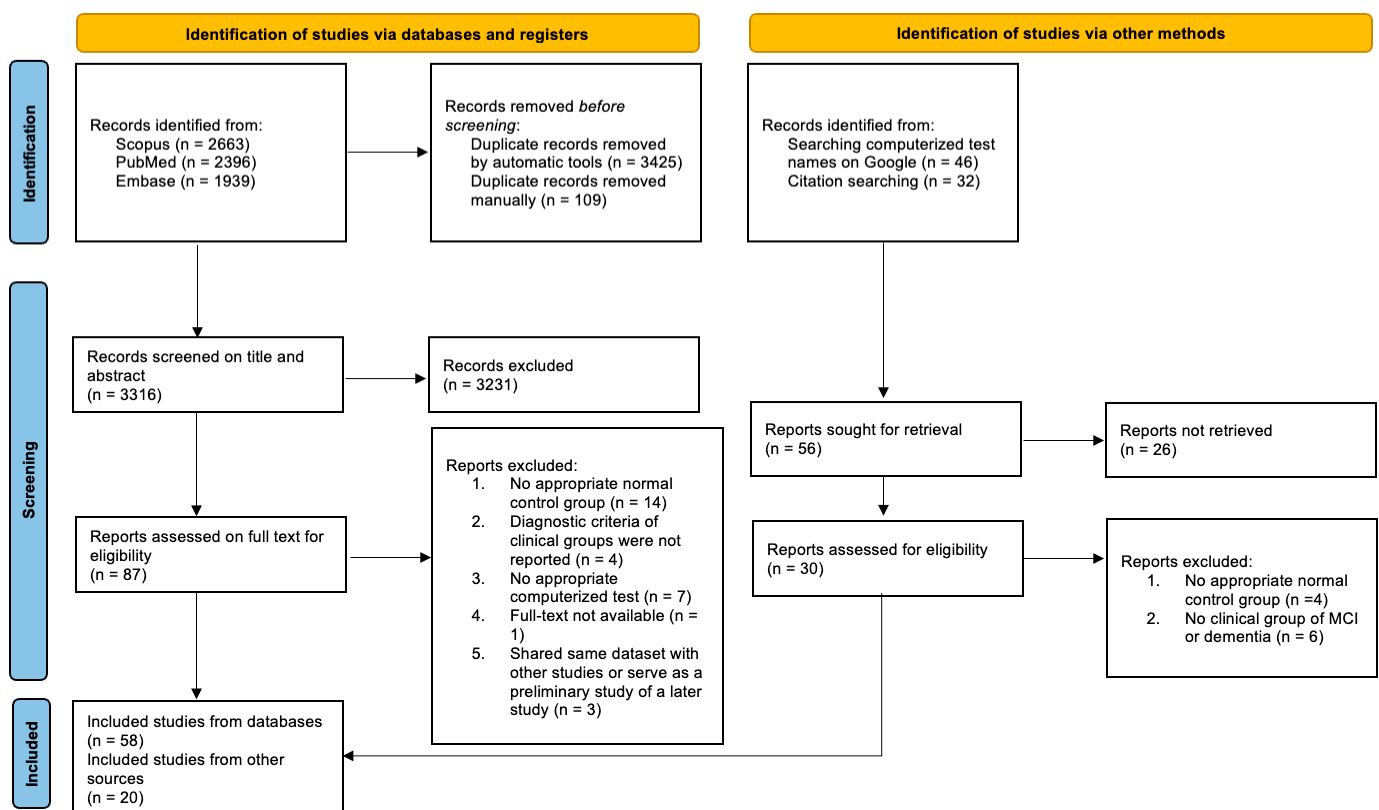 Identification of studies via databases and registers
Identification of studies via other methods
Identification
Records identified from:
Scopus (n = 2663)
PubMed (n = 2396)
Embase (n = 1939)
Records removed before
screening:
Duplicate records removed
by automatic tools (n = 3425)
Duplicate records removed
manually (n = 109)
Records identified from:
Searching computerized test
names on Google (n = 46)
Citation searching (n = 32)
Screening
Records screened on title and
abstract
(n = 3316)
Records excluded
(n = 3231)
Reports sought for retrieval
(n = 56)
Reports not retrieved
(n = 26)
Reports assessed on full text for
eligibility
(n = 87)
Reports excluded:
1. No appropriate normal
control group (n = 14)
2. Diagnostic criteria of
clinical groups were not
reported (n = 4)
3. No appropriate
computerized test (n = 7)
4. Full-text not available (n =
1)
5. Shared same dataset with
other studies or serve as a
preliminary study of a later
study (n = 3)
Reports assessed for eligibility
(n = 30)
Reports excluded:
1. No appropriate normal
control group (n =4)
2. No clinical group of MCI
or dementia (n = 6)
Included
Included studies from databases
(n = 58)
Included studies from other
sources
(n = 20)